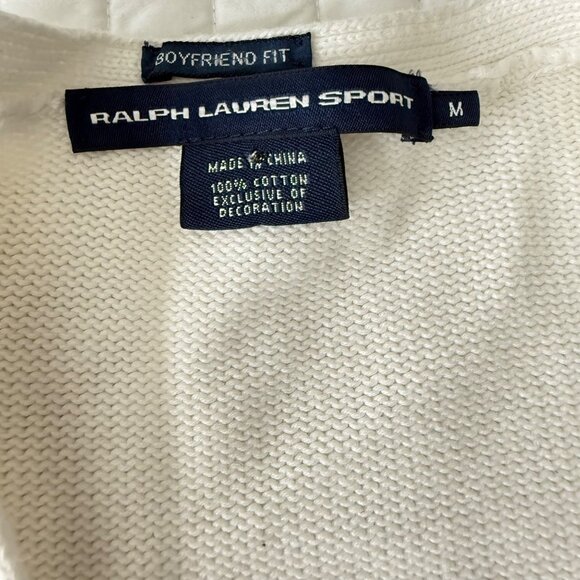 BOYFRIEND FIT
RALPH LAUREN SPORT
M
MADE IN CHINA
100% COTTON
EXCLUSIVE OF
DECORATION